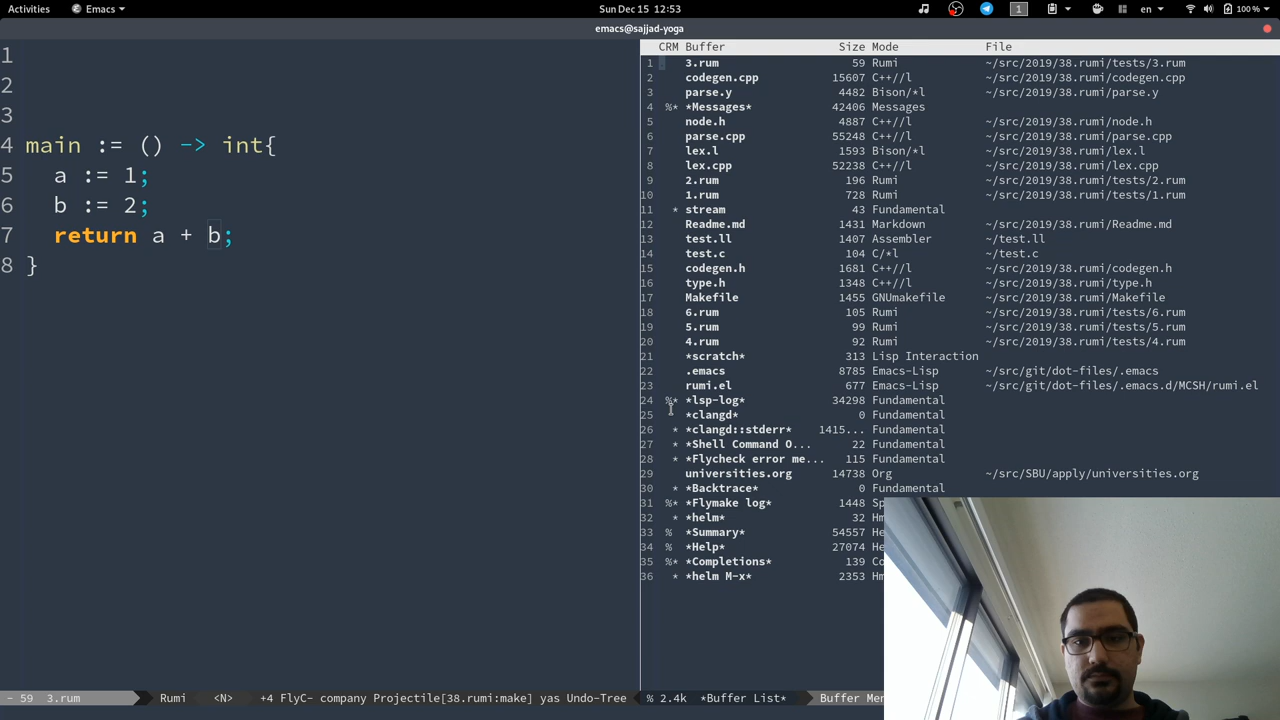 Activities Emacs Sun Dec 15 12:53 1 en 100 %
emacs@sajjad-yoga
1
2
3
4 main := () -> int{
5 a := 1;
6 b := 2;
7 return a + b;
8 }
- 59 3.rum Rumi <N> +4 FlyC- company Projectile[38.rumi:make] yas Undo-Tree
CRM Buffer Size Mode File
1 . 3.rum 59 Rumi ~/src/2019/38.rumi/tests/3.rum
2 codegen.cpp 15607 C++//l ~/src/2019/38.rumi/codegen.cpp
3 parse.y 4482 Bison/*l ~/src/2019/38.rumi/parse.y
4 %* *Messages* 42406 Messages
5 node.h 4887 C++//l ~/src/2019/38.rumi/node.h
6 parse.cpp 55248 C++//l ~/src/2019/38.rumi/parse.cpp
7 lex.l 1593 Bison/*l ~/src/2019/38.rumi/lex.l
8 lex.cpp 52238 C++//l ~/src/2019/38.rumi/lex.cpp
9 2.rum 196 Rumi ~/src/2019/38.rumi/tests/2.rum
10 1.rum 728 Rumi ~/src/2019/38.rumi/tests/1.rum
11 * stream 43 Fundamental
12 Readme.md 1431 Markdown ~/src/2019/38.rumi/Readme.md
13 test.ll 1407 Assembler ~/test.ll
14 test.c 104 C/*l ~/test.c
15 codegen.h 1681 C++//l ~/src/2019/38.rumi/codegen.h
16 type.h 1348 C++//l ~/src/2019/38.rumi/type.h
17 Makefile 1455 GNUmakefile ~/src/2019/38.rumi/Makefile
18 6.rum 105 Rumi ~/src/2019/38.rumi/tests/6.rum
19 5.rum 99 Rumi ~/src/2019/38.rumi/tests/5.rum
20 4.rum 92 Rumi ~/src/2019/38.rumi/tests/4.rum
21 *scratch* 313 Lisp Interaction
22 .emacs 8785 Emacs-Lisp ~/src/git/dot-files/.emacs
23 rumi.el 677 Emacs-Lisp ~/src/git/dot-files/.emacs.d/MCSH/rumi.el
24 %* *lsp-log* 34298 Fundamental
25 *clangd* 0 Fundamental
26 * *clangd::stderr* 1415... Fundamental
27 * *Shell Command O... 22 Fundamental
28 * *Flycheck error me... 115 Fundamental
29 universities.org 14738 Org ~/src/SBU/apply/universities.org
30 * *Backtrace* 0 Fundamental
31 %* *Flymake log* 1448 Sp
32 * *helm* 32 Hm
33 % *Summary* 54557 He
34 % *Help* 27074 He
35 %* *Completions* 139 Co
36 * *helm M-x* 2353 Hm
% 2.4k *Buffer List* Buffer Men